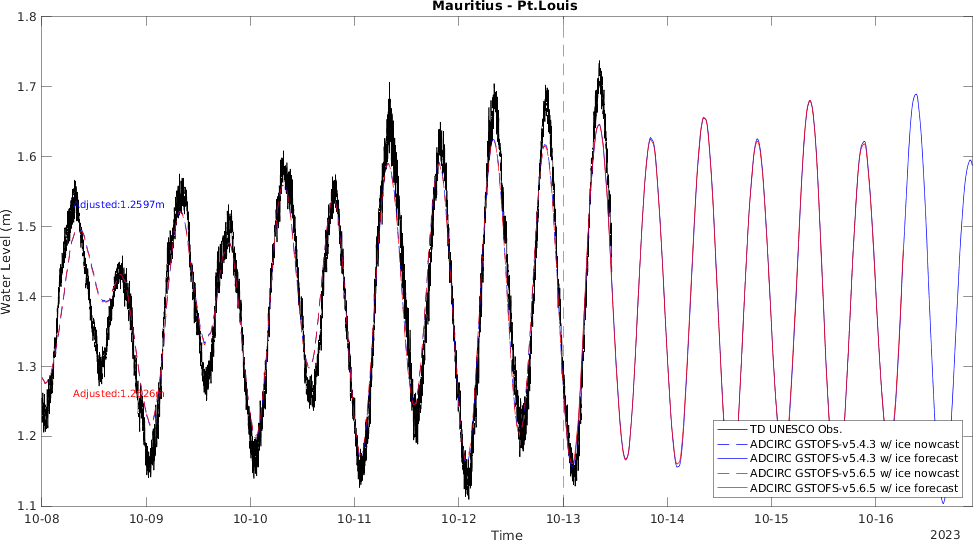 Mauritius - Pt.Louis
1.8
1.7
1.6
1.5
1.4
1.3
1.2
1.1
Water Level (m)
Adjusted:1.2597m
TD UNESCO Obs.
ADCIRC GSTOFS-v5.4.3 w/ ice nowcast
ADCIRC GSTOFS-v5.4.3 w/ ice forecast
ADCIRC GSTOFS-v5.6.5 w/ ice nowcast
ADCIRC GSTOFS-v5.6.5 w/ ice forecast
10-08
10-09
10-10
10-11
10-12
10-13
10-14
10-15
10-16
Time
2023